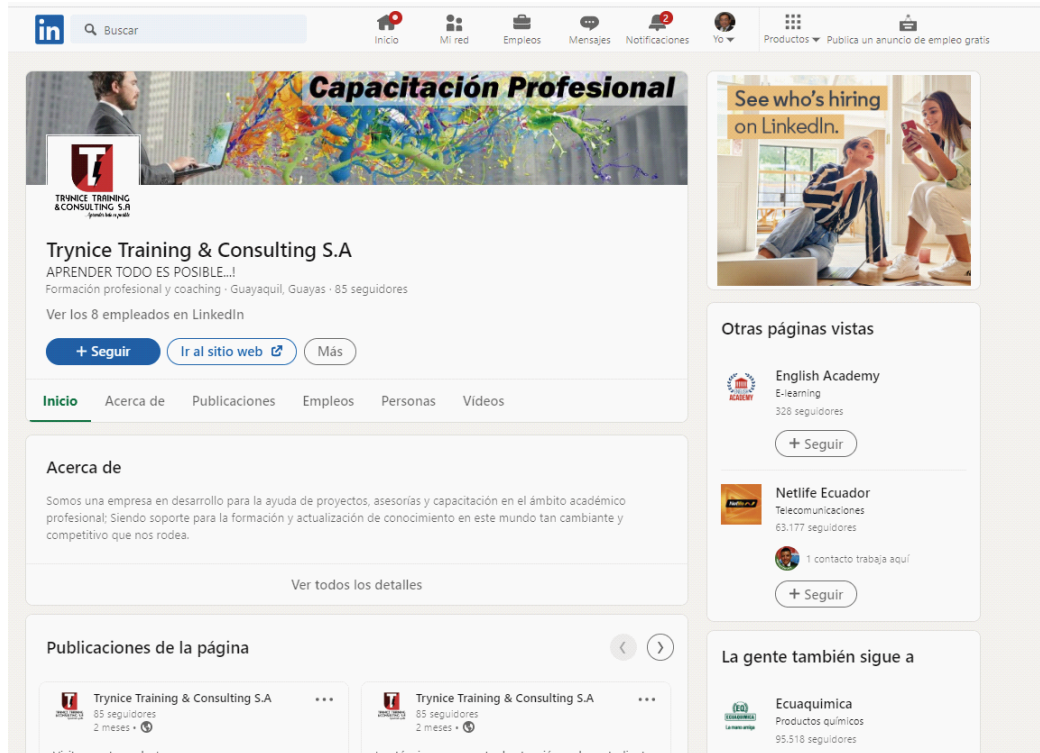 in
Buscar
Inicio
Mi red
Empleos
Mensajes
2
Notificaciones
Yo
Productos
Publica un anuncio de empleo gratis
Capacitación Profesional
TRYNICE TRAINING
& CONSULTING S.A
Trynice Training & Consulting S.A
APRENDER TODO ES POSIBLE...!
Formación profesional y coaching · Guayaquil, Guayas · 85 seguidores
Ver los 8 empleados en LinkedIn
+ Seguir
Ir al sitio web
Más
Inicio
Acerca de
Publicaciones
Empleos
Personas
Videos
Acerca de
Somos una empresa en desarrollo para la ayuda de proyectos, asesorías y capacitación en el ámbito académico
profesional; Siendo soporte para la formación y actualización de conocimiento en este mundo tan cambiante y
competitivo que nos rodea.
Ver todos los detalles
Publicaciones de la página
Trynice Training & Consulting S.A
85 seguidores
2 meses •
Trynice Training & Consulting S.A
85 seguidores
2 meses •
See who's hiring
on LinkedIn.
Otras páginas vistas
ACADEMY
English Academy
E-learning
328 seguidores
+ Seguir
Netlife Ecuador
Telecomunicaciones
63.177 seguidores
1 contacto trabaja aquí
+ Seguir
La gente también sigue a
EQ
ECUAQUIMICA
Ecuaquimica
Productos químicos
95.518 seguidores